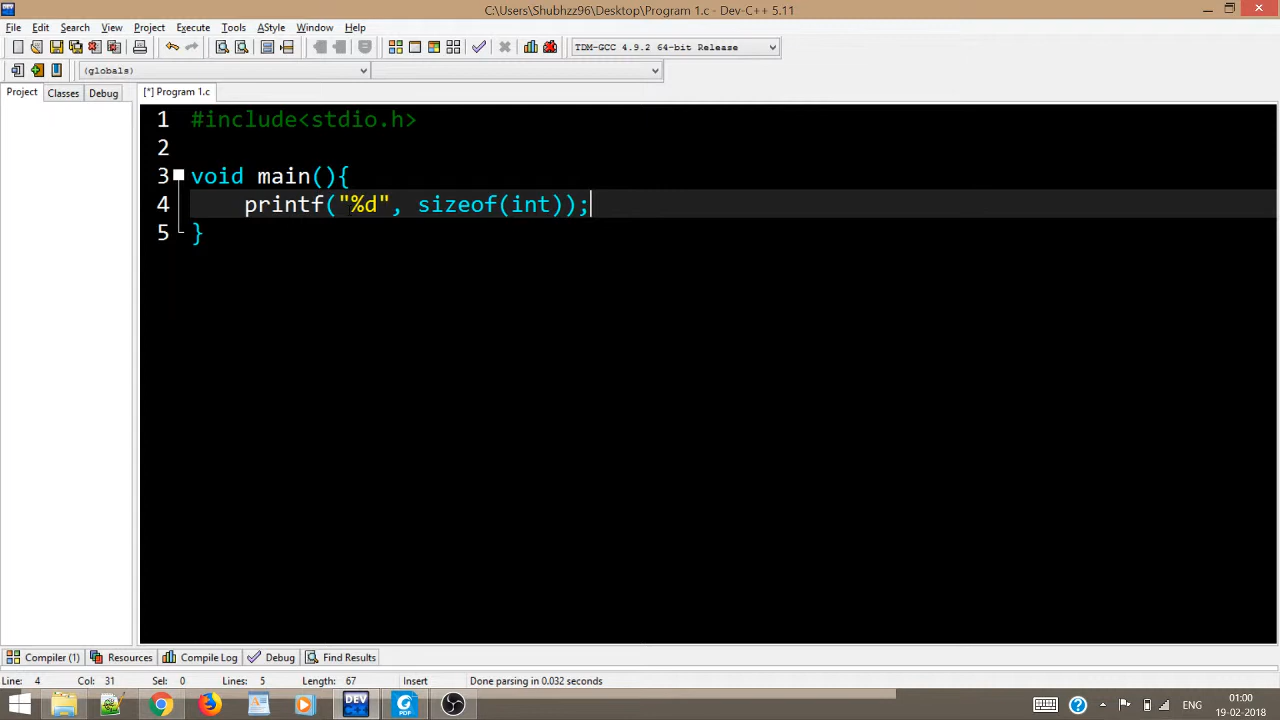 C:\Users\Shubhzz96\Desktop\Program 1.c - Dev-C++ 5.11
File Edit Search View Project Execute Tools AStyle Window Help
TDM-GCC 4.9.2 64-bit Release
(globals)
Project Classes Debug [*] Program 1.c
1 #include<stdio.h>
2
3 void main(){
4 printf("%d", sizeof(int));
5 }
Compiler (1) Resources Compile Log Debug Find Results
Line: 4 Col: 31 Sel: 0 Lines: 5 Length: 67 Insert Done parsing in 0.032 seconds
DEV PDF ENG 01:00
19-02-2018